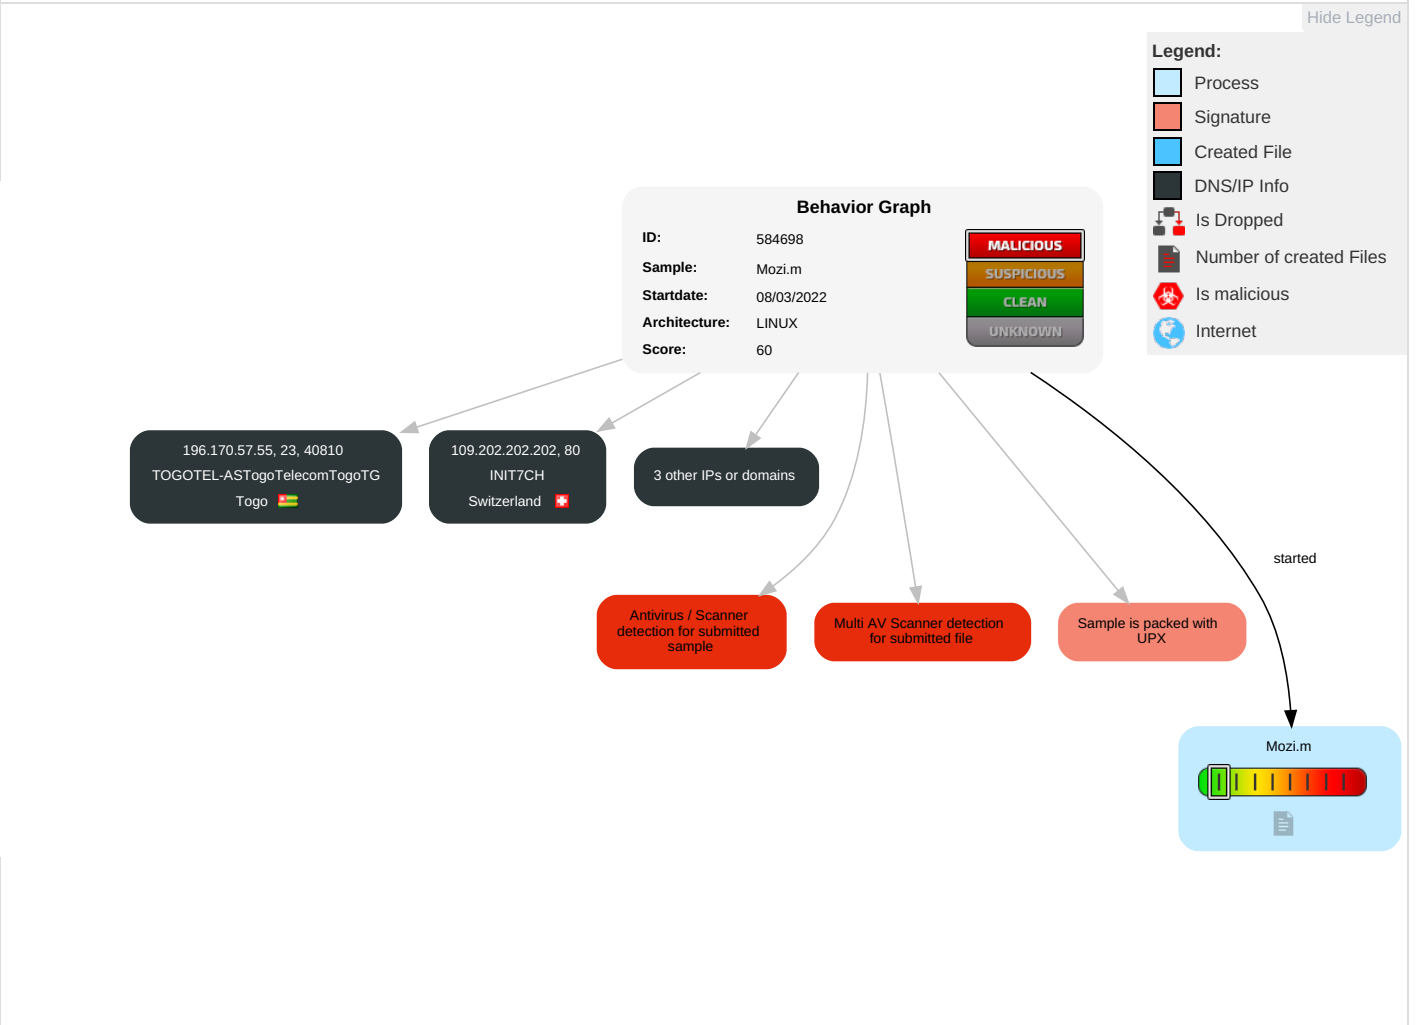 Hide Legend
Legend:
Process
Signature
Created File
DNS/IP Info
Is Dropped
Number of created Files
Is malicious
Internet
Behavior Graph
ID: 584698
Sample: Mozi.m
Startdate: 08/03/2022
Architecture: LINUX
Score: 60
MALICIOUS
SUSPICIOUS
CLEAN
UNKNOWN
196.170.57.55, 23, 40810
TOGOTEL-ASTogoTelecomTogoTG
Togo
109.202.202.202, 80
INIT7CH
Switzerland
3 other IPs or domains
started
Antivirus / Scanner
detection for submitted
sample
Multi AV Scanner detection
for submitted file
Sample is packed with
UPX
Mozi.m